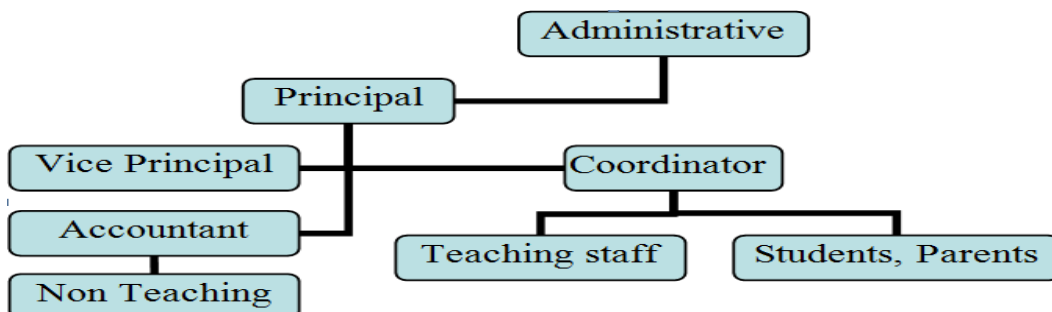 Administrative
Principal
Vice Principal
Coordinator
Accountant
Teaching staff
Students, Parents
Non Teaching